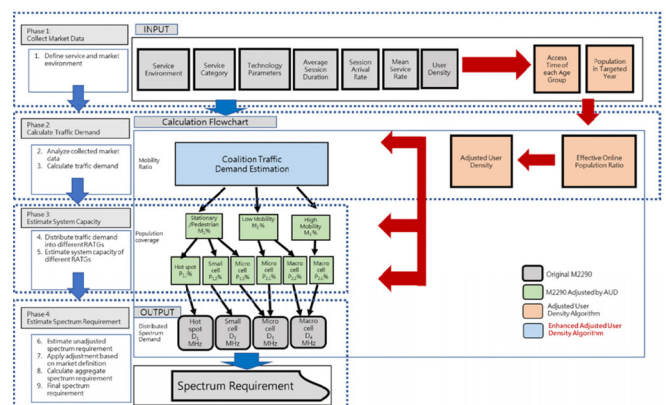 Phase 1:
Collect Market Data
1. Define service and market
environment
INPUT
Service
Environment
Service
Category
Technology
Parameters
Average
Session
Duration
Session
Arrival
Rate
Mean
Service
Rate
User
Density
Access
Time of
each Age
Group
Population
in Targeted
Year
Phase 2:
Calculate Traffic Demand
2. Analyze collected market
data
3. Calculate traffic demand
Calculation Flowchart
Mobility
Ratio
Coalition Traffic
Demand Estimation
Adjusted User
Density
Effective Online
Population Ratio
Phase 3:
Estimate System Capacity
4. Distribute traffic demand
into different RATGs
5. Estimate system capacity of
different RATGs
Population
coverage
Stationary
/Pedestrian
M₁%
Low Mobility
M₂%
High
Mobility
M₃%
Hot spot
Small
cell
Micro
cell
Micro
cell
Macro
cell
Macro
cell
Original M2290
M2290 Adjusted by AUD
Adjusted User
Density Algorithm
Enhanced Adjusted User
Density Algorithm
Phase 4:
Estimate Spectrum Requirement
6. Estimate unadjusted
spectrum requirement
7. Apply adjustment based
on market definition
8. Calculate aggregate
spectrum requirement
9. Final spectrum
requirement
OUTPUT
Distributed
Spectrum
Demand
Hot
spot
D₁
MHz
Small
cell
D₂
MHz
Micro
cell
D₃
MHz
Macro
cell
D₄
MHz
Spectrum Requirement